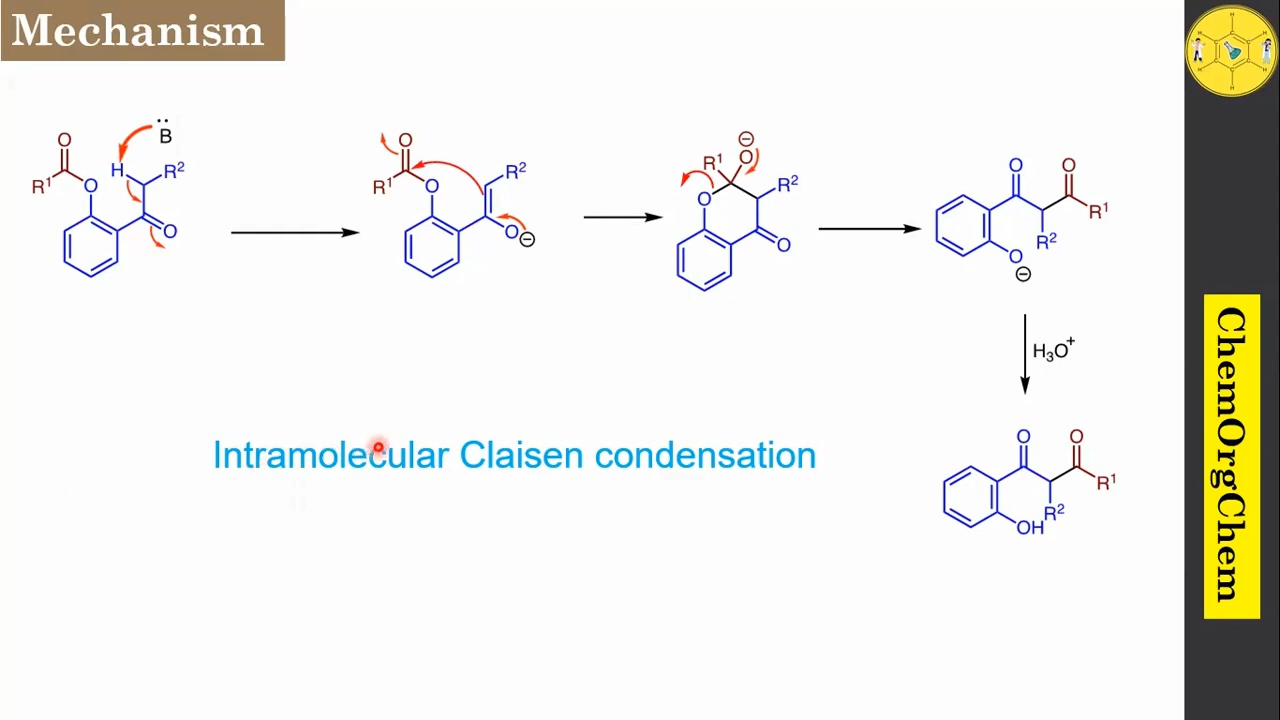 Mechanism
B
O
H
R²
R¹
O
O
O
R²
R¹
O
O
⊖
⊖
R¹
O
R²
O
O
O
O
R¹
R²
O
⊖
H₃O⁺
Intramolecular Claisen condensation
O
O
R¹
R²
OH
ChemOrgChem